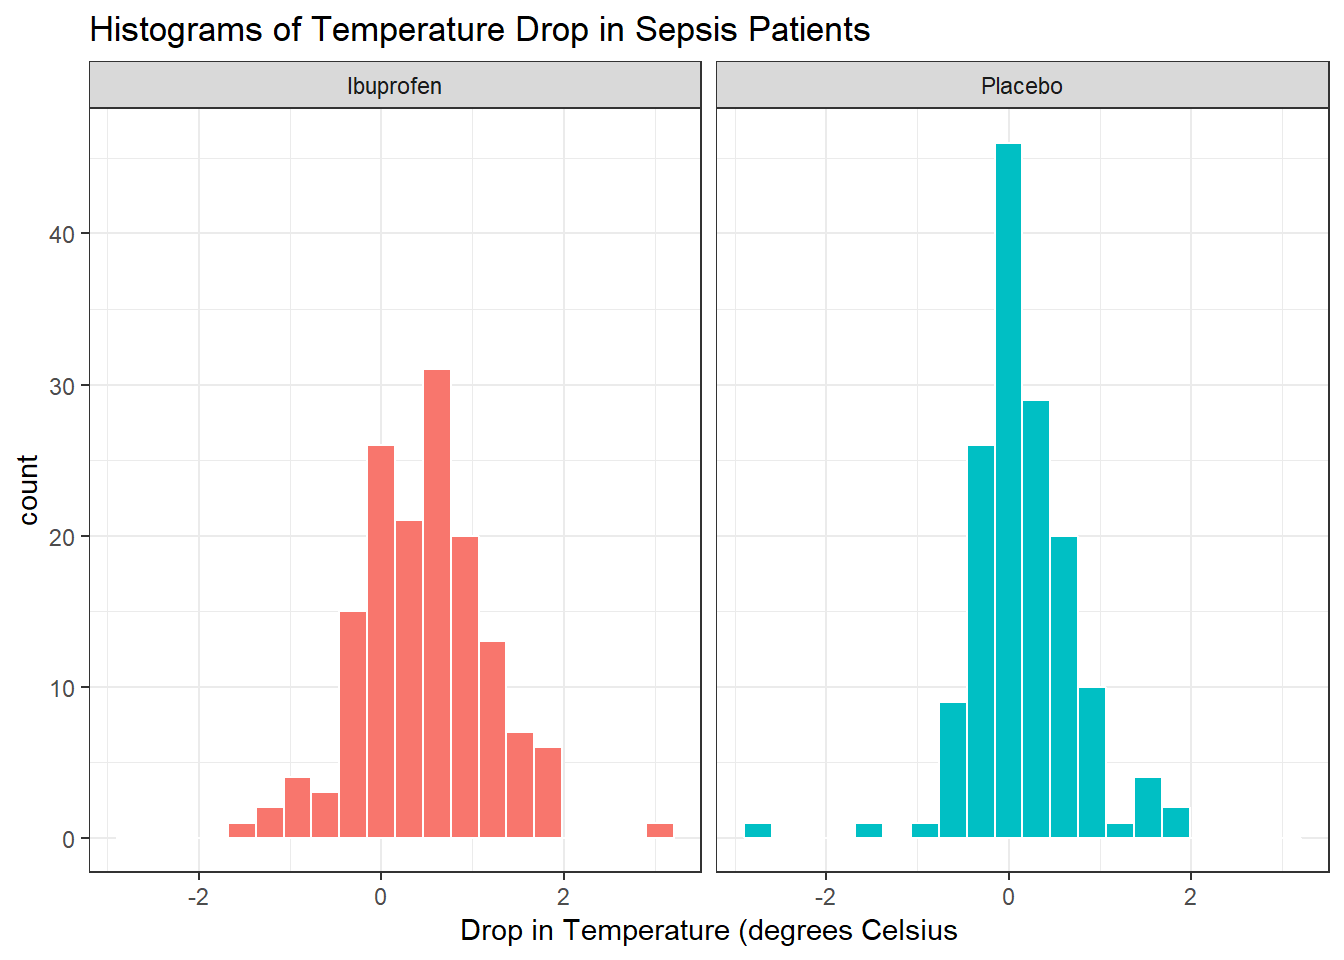 Histograms of Temperature Drop in Sepsis Patients
Ibuprofen
Placebo
count
40
30
20
10
0
-2 0 2
-2 0 2
Drop in Temperature (degrees Celsius